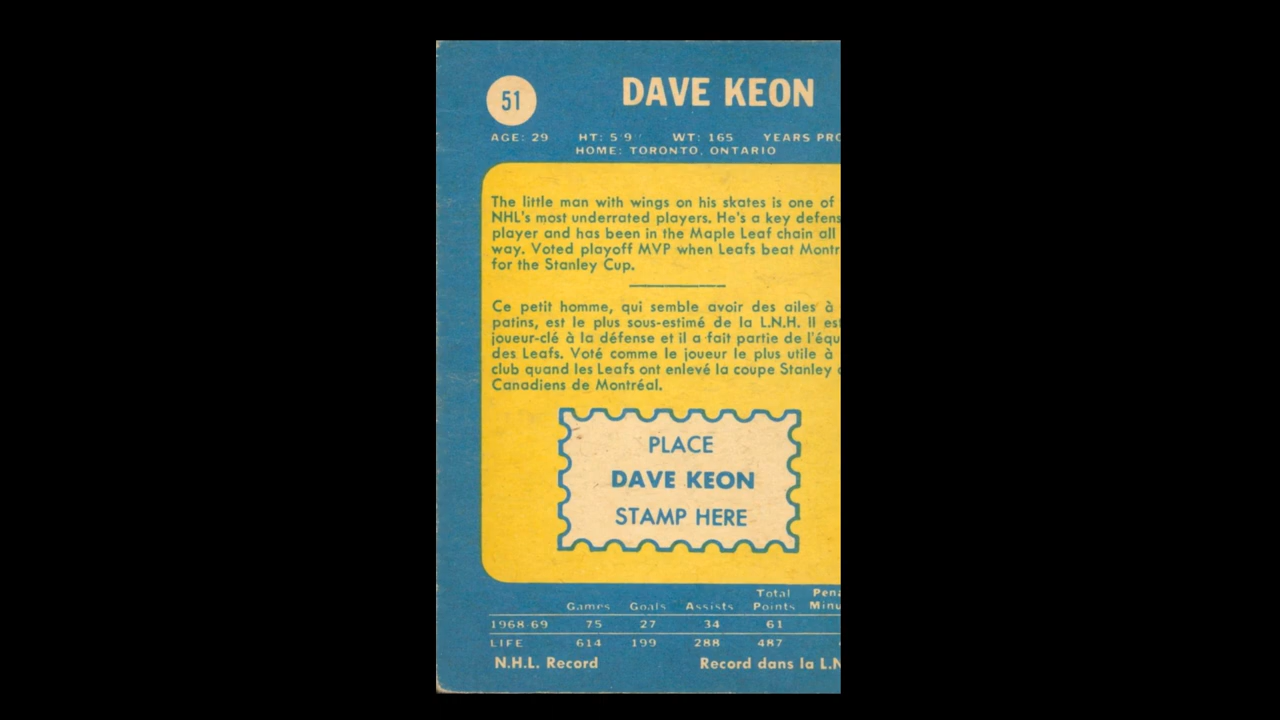 51
DAVE KEON
AGE: 29 HT: 5'9" WT: 165 YEARS PRO
HOME: TORONTO, ONTARIO
The little man with wings on his skates is one of
NHL's most underrated players. He's a key defens
player and has been in the Maple Leaf chain all
way. Voted playoff MVP when Leafs beat Montr
for the Stanley Cup.
Ce petit homme, qui semble avoir des ailes à
patins, est le plus sous-estimé de la L.N.H. Il est
joueur-clé à la défense et il a fait partie de l'équ
des Leafs. Voté comme le joueur le plus utile à
club quand les Leafs ont enlevé la coupe Stanley
Canadiens de Montréal.
PLACE
DAVE KEON
STAMP HERE
Total Pena
Games Goals Assists Points Minu
1968-69 75 27 34 61
LIFE 614 199 288 487
N.H.L. Record Record dans la L.N